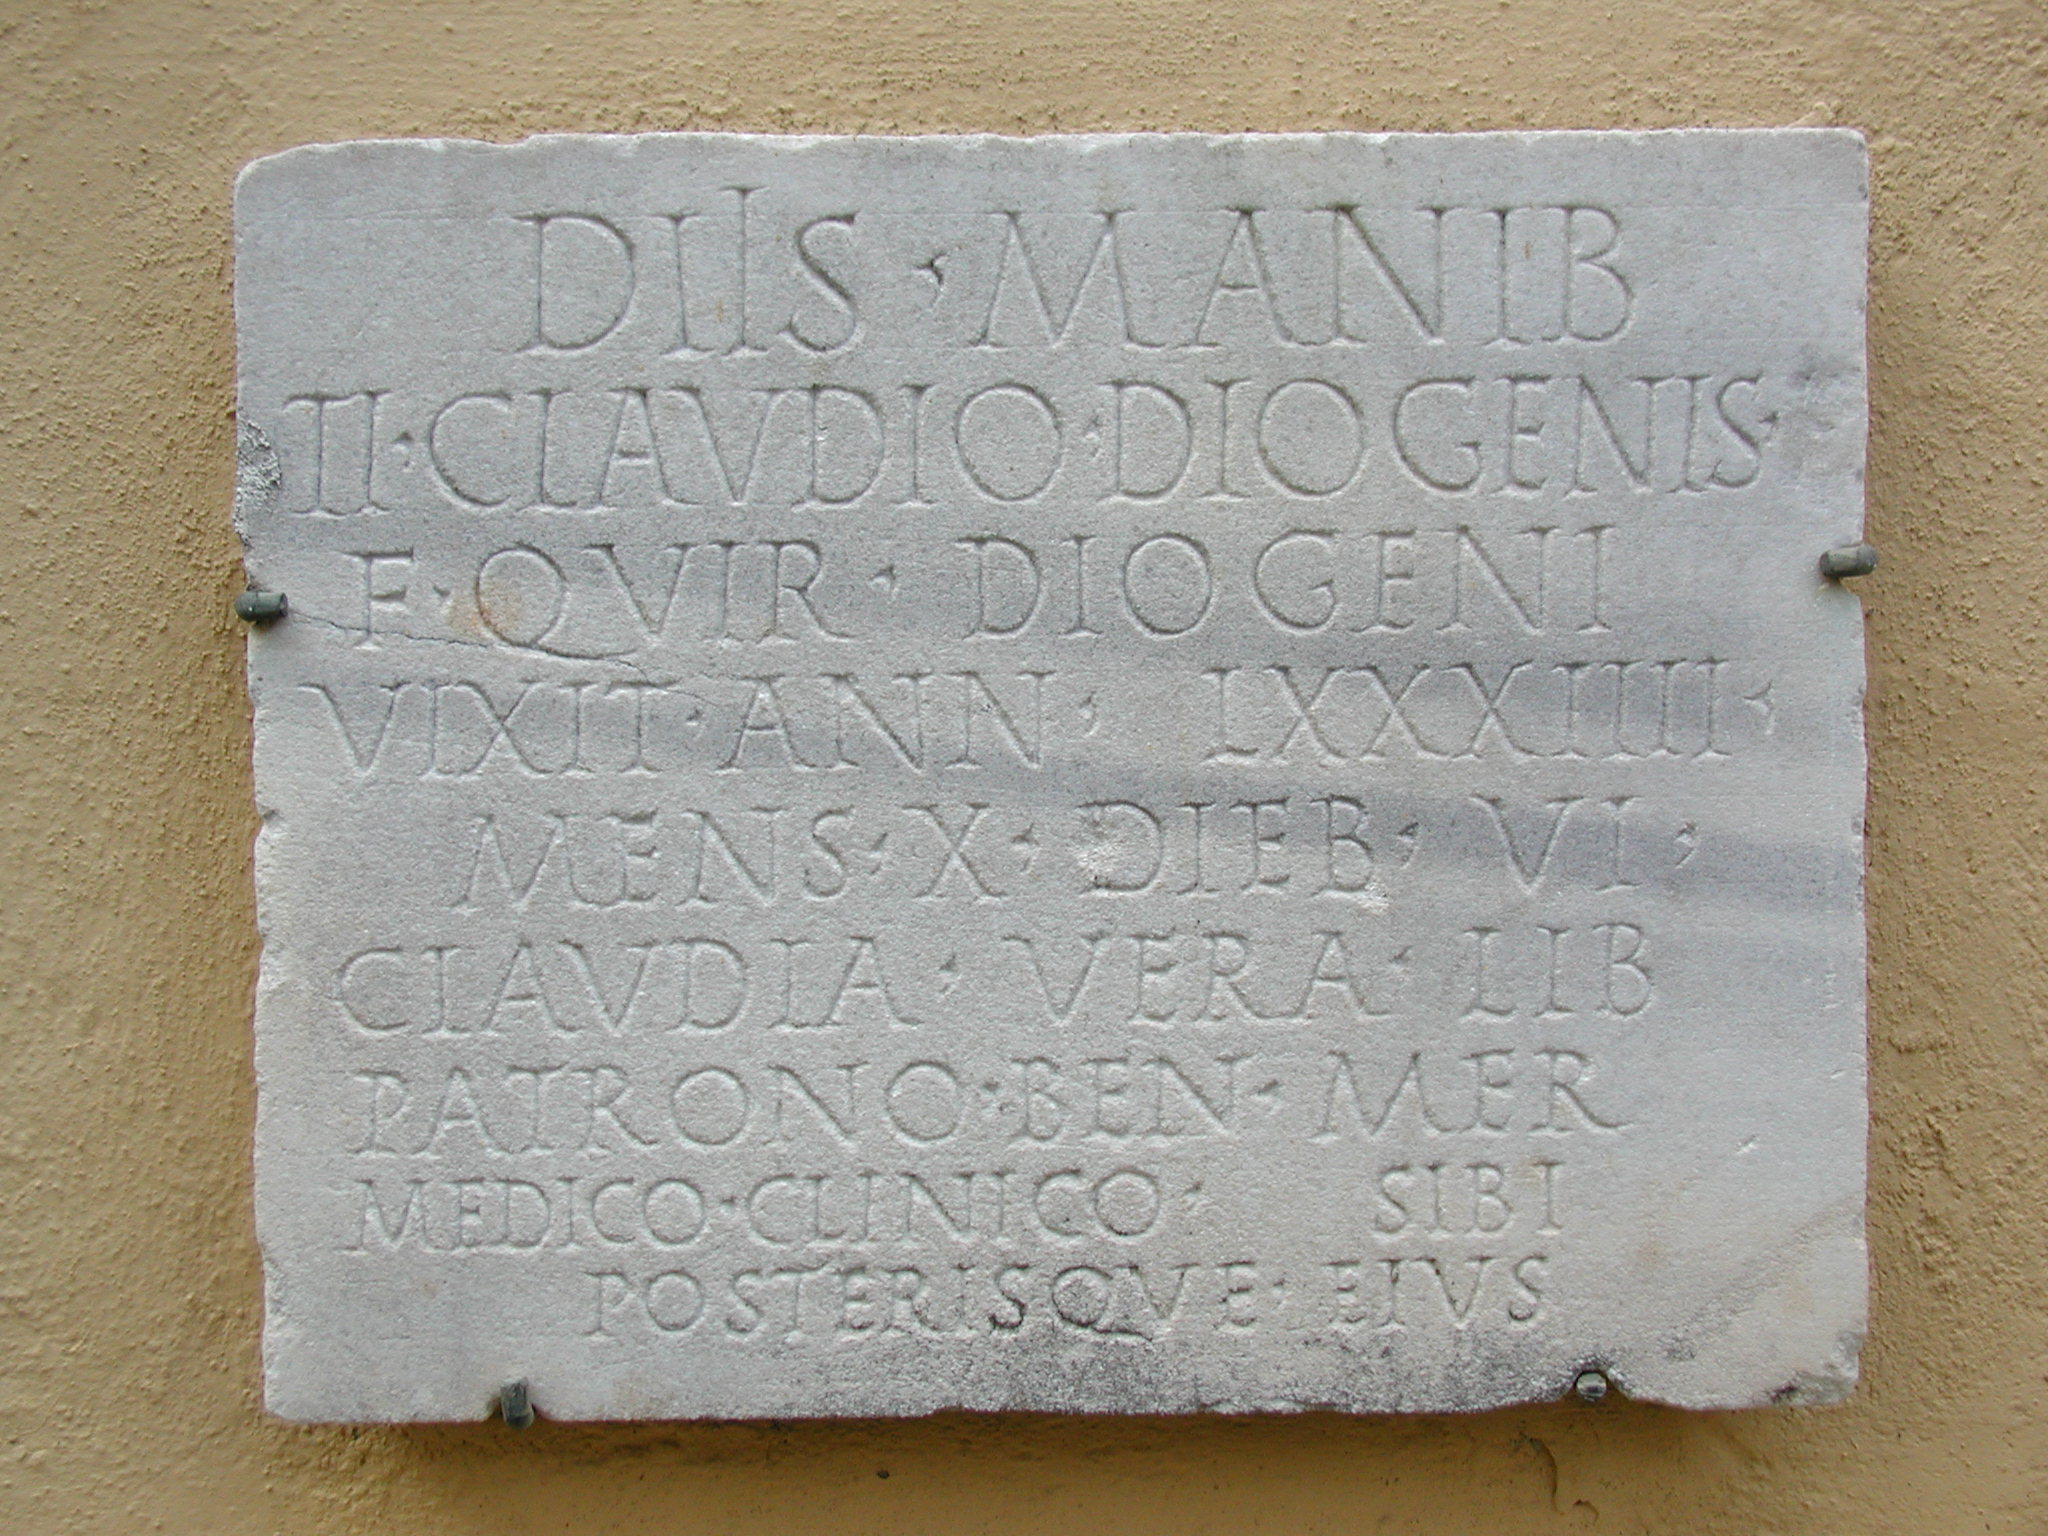 DIIS · MANIB
TI · CLAVDIO · DIOGENIS ·
F · QVIR · DIOGENI
VIXIT · ANN · LXXXIIII ·
MENS · X · DIEB · VI ·
CLAVDIA · VERA · LIB
PATRONO · BEN · MER
MEDICO · CLINICO · SIBI
POSTERISQVE · EIVS